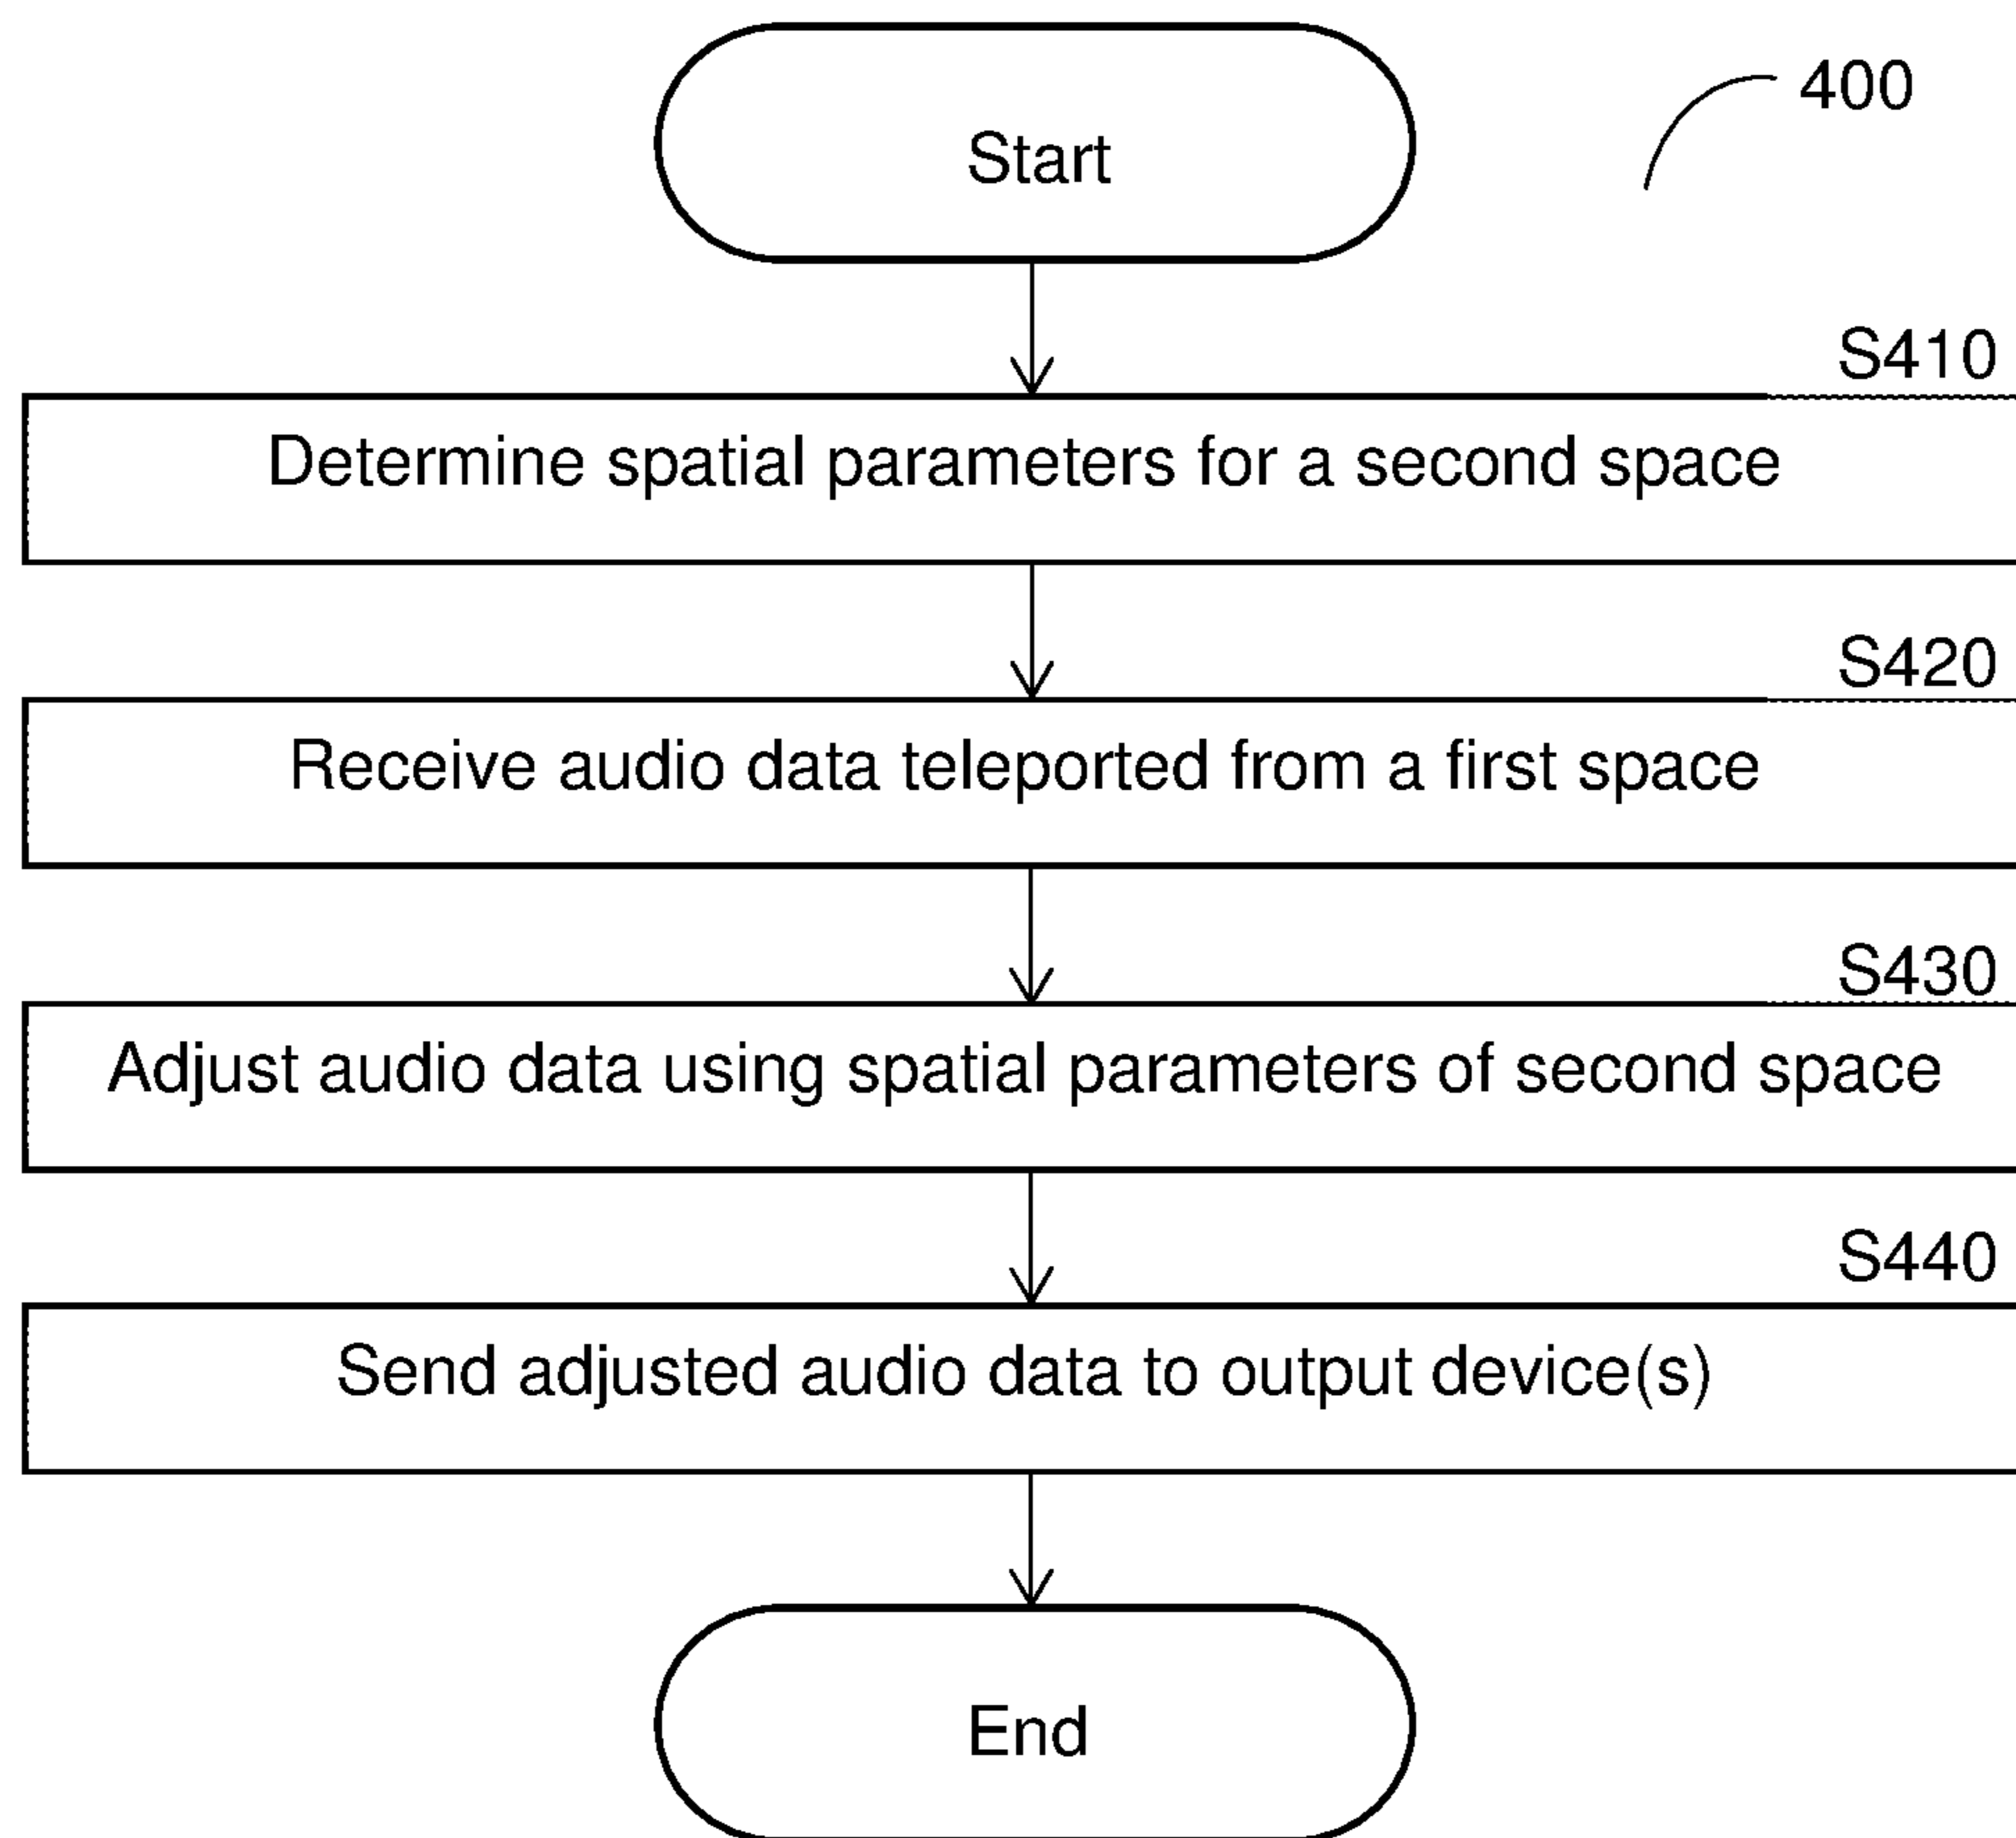 Start
400
S410
Determine spatial parameters for a second space
S420
Receive audio data teleported from a first space
S430
Adjust audio data using spatial parameters of second space
S440
Send adjusted audio data to output device(s)
End